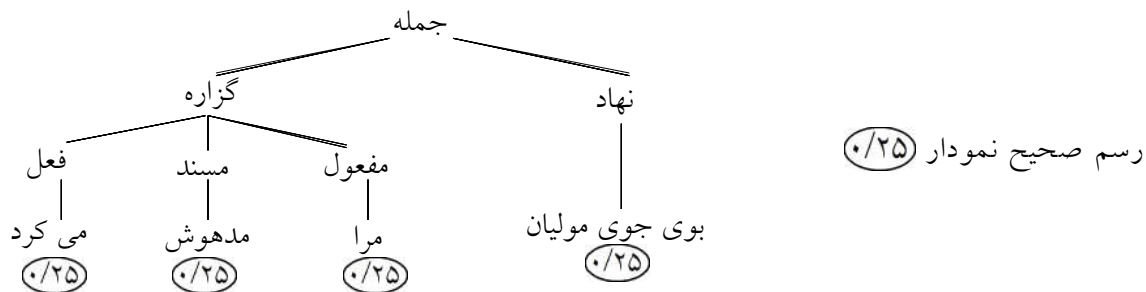 جمله
نهاد گزاره
رسم صحیح نمودار ۰/۲۵
مفعول مسند فعل
بوی جوی مولیان مرا مدهوش می کرد
۰/۲۵ ۰/۲۵ ۰/۲۵ ۰/۲۵